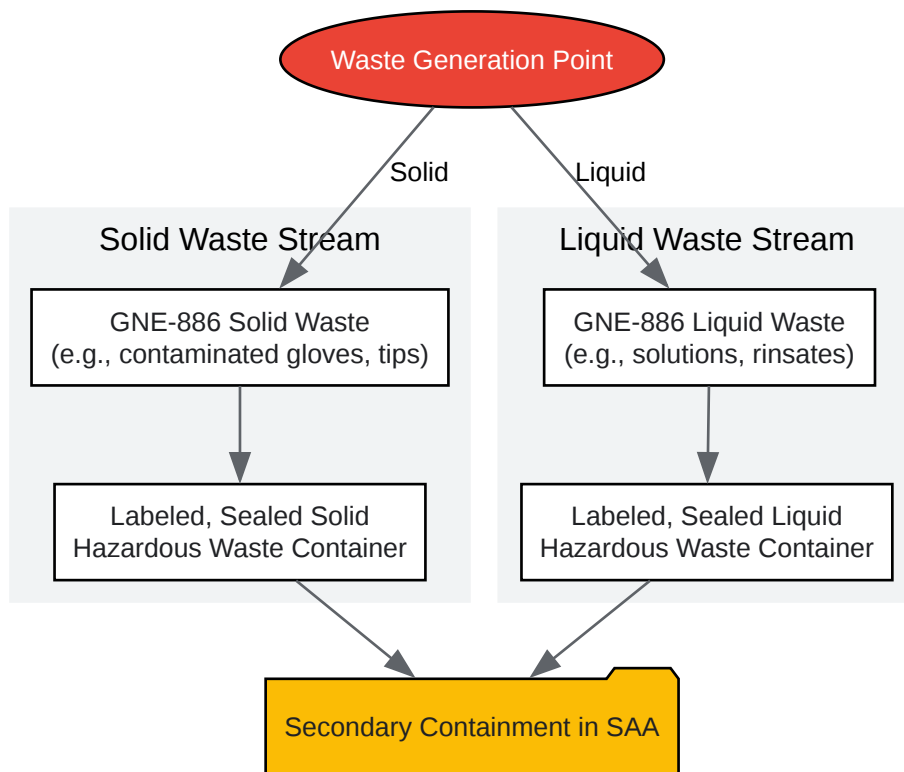 Waste Generation Point
Solid
Liquid
Solid Waste Stream
Liquid Waste Stream
GNE-886 Solid Waste
(e.g., contaminated gloves, tips)
GNE-886 Liquid Waste
(e.g., solutions, rinsates)
Labeled, Sealed Solid
Hazardous Waste Container
Labeled, Sealed Liquid
Hazardous Waste Container
Secondary Containment in SAA